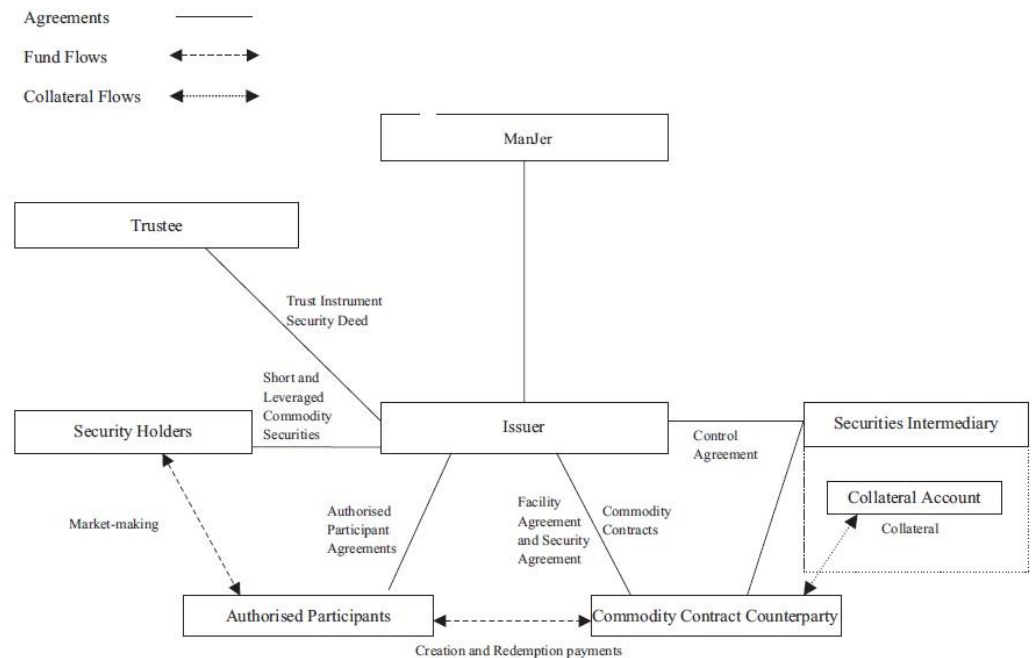 Agreements
Fund Flows
Collateral Flows
ManJer
Trustee
Trust Instrument
Security Deed
Short and
Leveraged
Commodity
Securities
Security Holders
Issuer
Securities Intermediary
Control
Agreement
Collateral Account
Collateral
Market-making
Authorised
Participant
Agreements
Facility
Agreement
and Security
Agreement
Commodity
Contracts
Authorised Participants
Commodity Contract Counterparty
Creation and Redemption payments